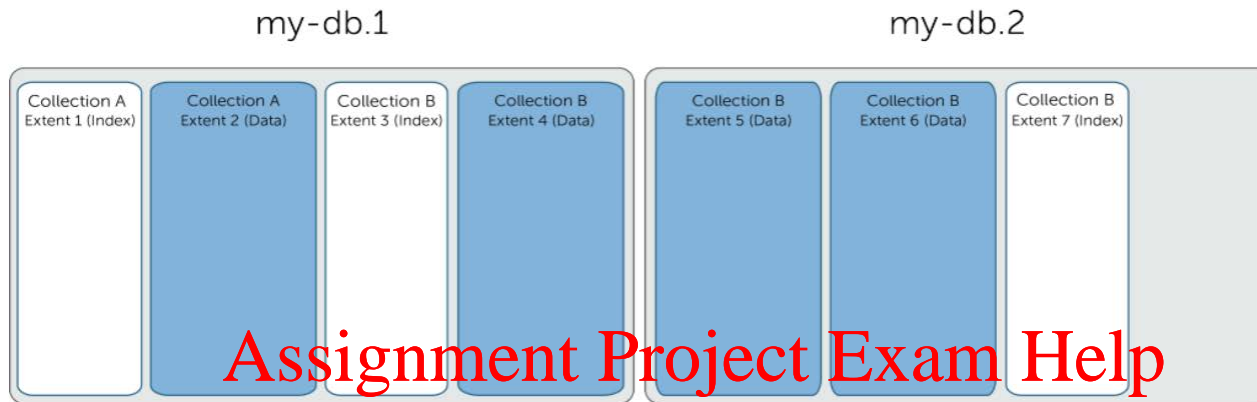 my-db.1
my-db.2
Collection A
Extent 1 (Index)
Collection A
Extent 2 (Data)
Collection B
Extent 3 (Index)
Collection B
Extent 4 (Data)
Collection B
Extent 5 (Data)
Collection B
Extent 6 (Data)
Collection B
Extent 7 (Index)
Assignment Project Exam Help